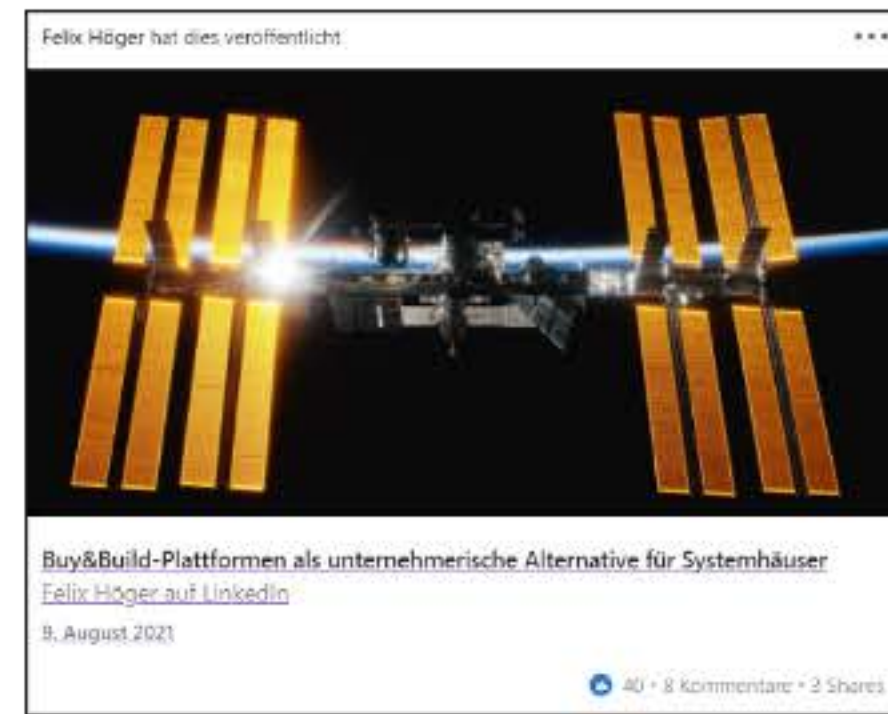 Felix Höger hat dies veröffentlicht
Buy&Build-Plattformen als unternehmerische Alternative für Systemhäuser
Felix Höger auf LinkedIn
9. August 2021
40 • 8 Kommentare • 3 Shares